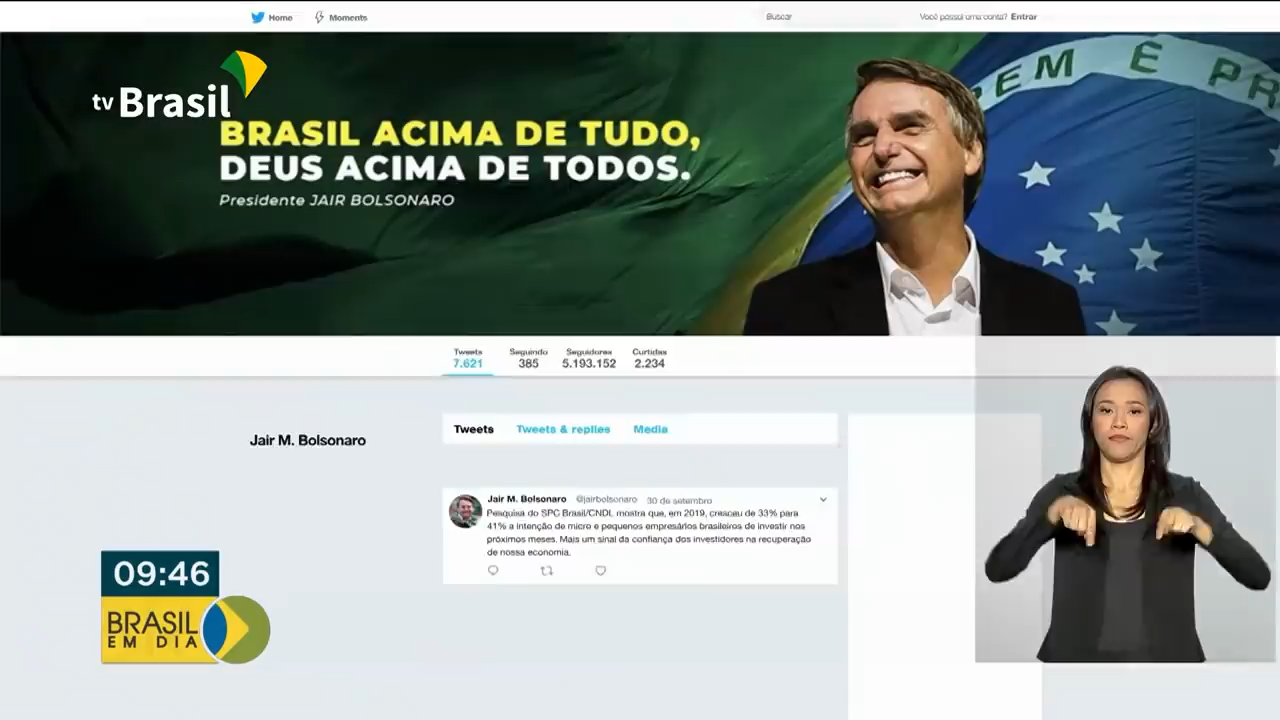 Home
Moments
Buscar
Você possui uma conta? Entrar
tv Brasil
EM É PR
BRASIL ACIMA DE TUDO,
DEUS ACIMA DE TODOS.
Presidente JAIR BOLSONARO
Tweets
7.621
Seguindo
385
Seguidores
5.193.152
Curtidas
2.234
Jair M. Bolsonaro
Tweets
Tweets & replies
Media
Jair M. Bolsonaro @jairbolsonaro 30 de setembro
Pesquisa do SPC Brasil/CNDL mostra que, em 2019, cresceu de 33% para
41% a intenção de micro e pequenos empresários brasileiros de investir nos
próximos meses. Mais um sinal da confiança dos investidores na recuperação
de nossa economia.
09:46
BRASIL
EM DIA